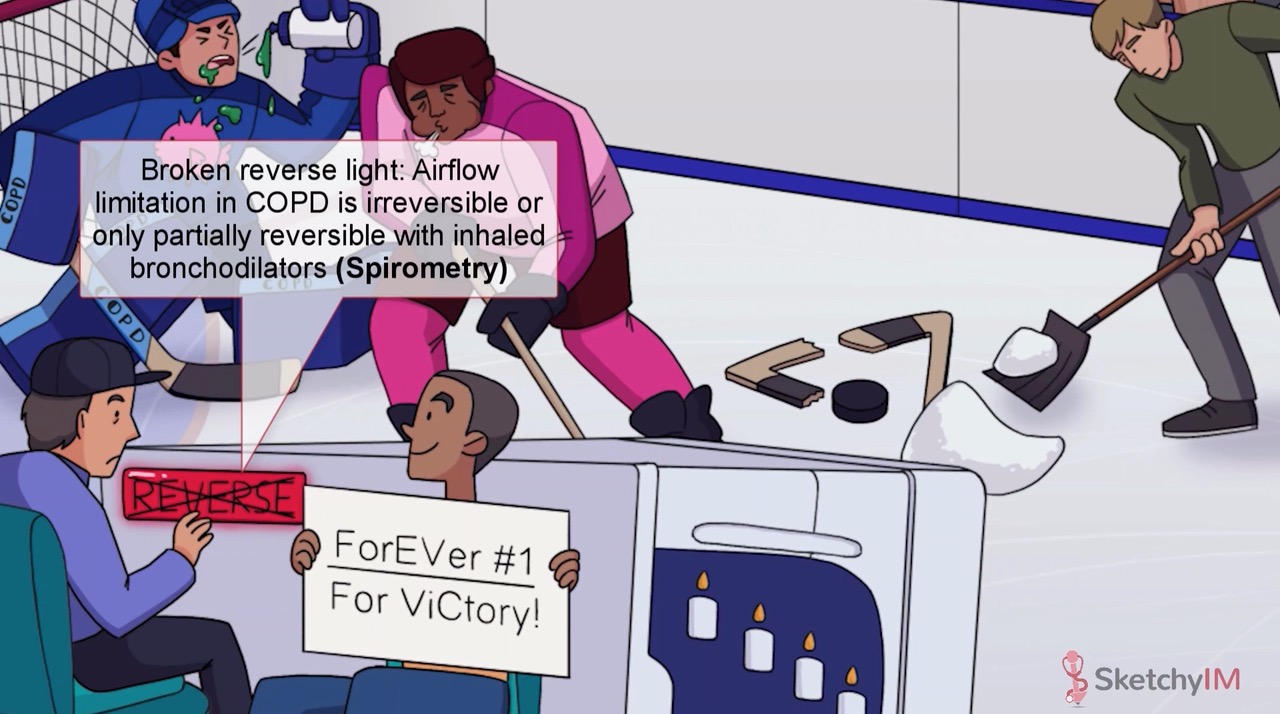 COPD
Broken reverse light: Airflow
limitation in COPD is irreversible or
only partially reversible with inhaled
bronchodilators (Spirometry)
COPD
COPD
REVERSE
ForEVer #1
For ViCtory!
SketchyIM